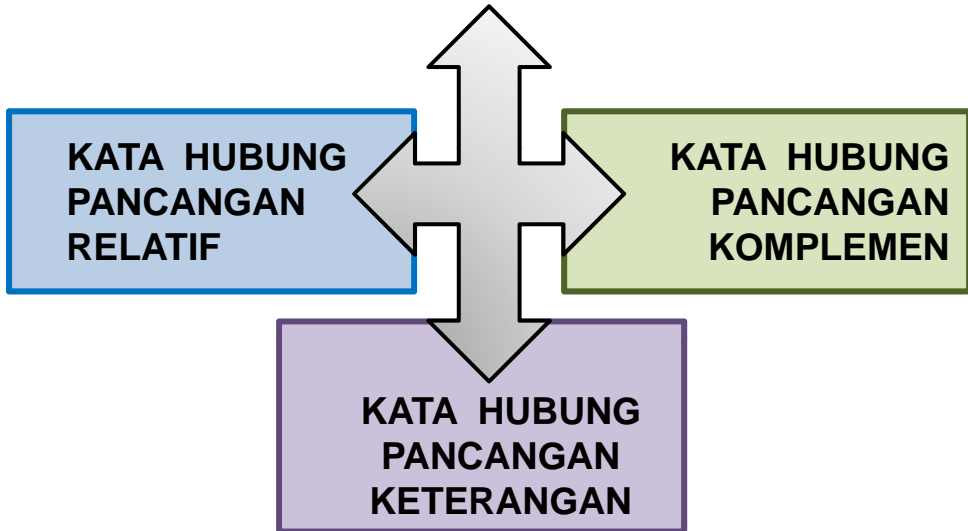 KATA HUBUNG
PANCANGAN
RELATIF
KATA HUBUNG
PANCANGAN
KOMPLEMEN
KATA HUBUNG
PANCANGAN
KETERANGAN